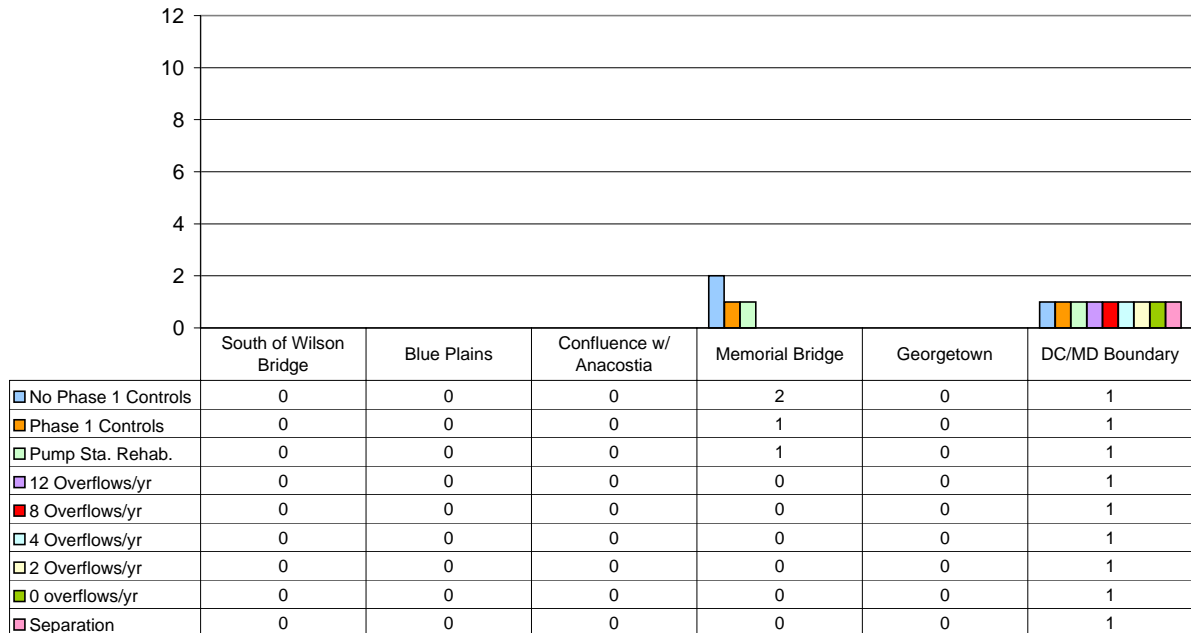 12
10
8
6
4
2
0
South of Wilson Bridge Blue Plains Confluence w/ Anacostia Memorial Bridge Georgetown DC/MD Boundary
No Phase 1 Controls 0 0 0 2 0 1
Phase 1 Controls 0 0 0 1 0 1
Pump Sta. Rehab. 0 0 0 1 0 1
12 Overflows/yr 0 0 0 0 0 1
8 Overflows/yr 0 0 0 0 0 1
4 Overflows/yr 0 0 0 0 0 1
2 Overflows/yr 0 0 0 0 0 1
0 overflows/yr 0 0 0 0 0 1
Separation 0 0 0 0 0 1